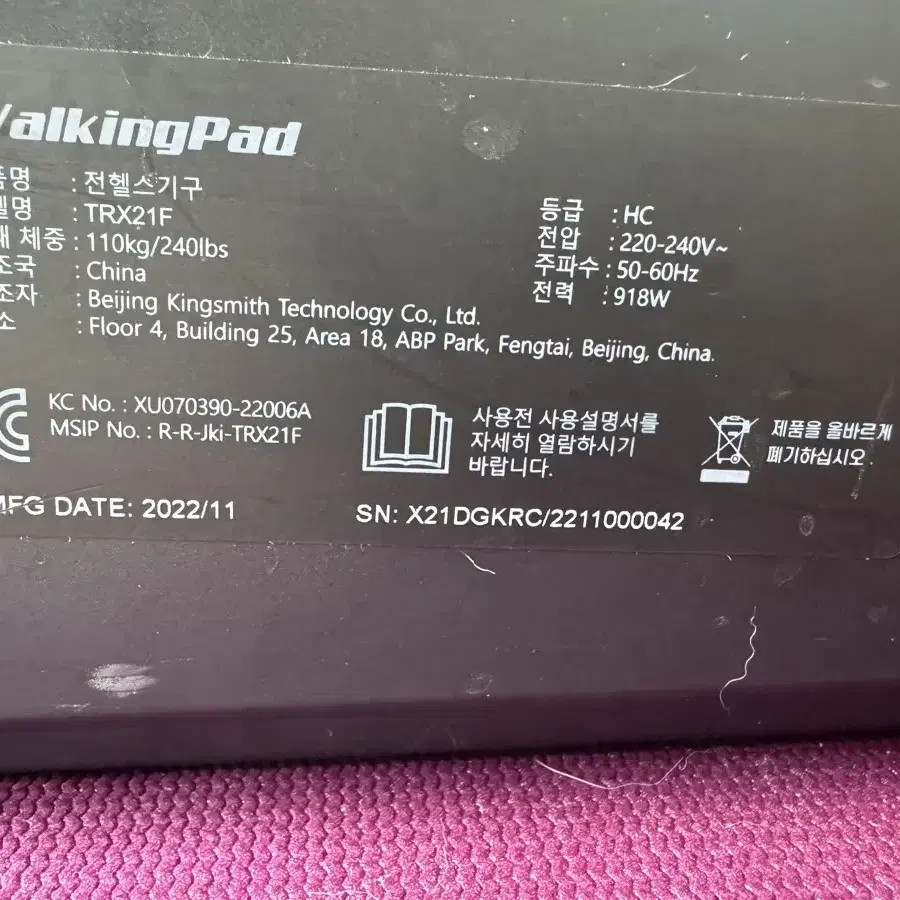 alkingPad
품명 : 전헬스기구
델명 : TRX21F
대 체중 : 110kg/240lbs
조국 : China
조자 : Beijing Kingsmith Technology Co., Ltd.
소 : Floor 4, Building 25, Area 18, ABP Park, Fengtai, Beijing, China.
등급 : HC
전압 : 220-240V~
주파수 : 50-60Hz
전력 : 918W
KC No. : XU070390-22006A
MSIP No. : R-R-Jki-TRX21F
사용전 사용설명서를
자세히 열람하시기
바랍니다.
제품을 올바르게
폐기하십시오.
MFG DATE: 2022/11
SN: X21DGKRC/2211000042